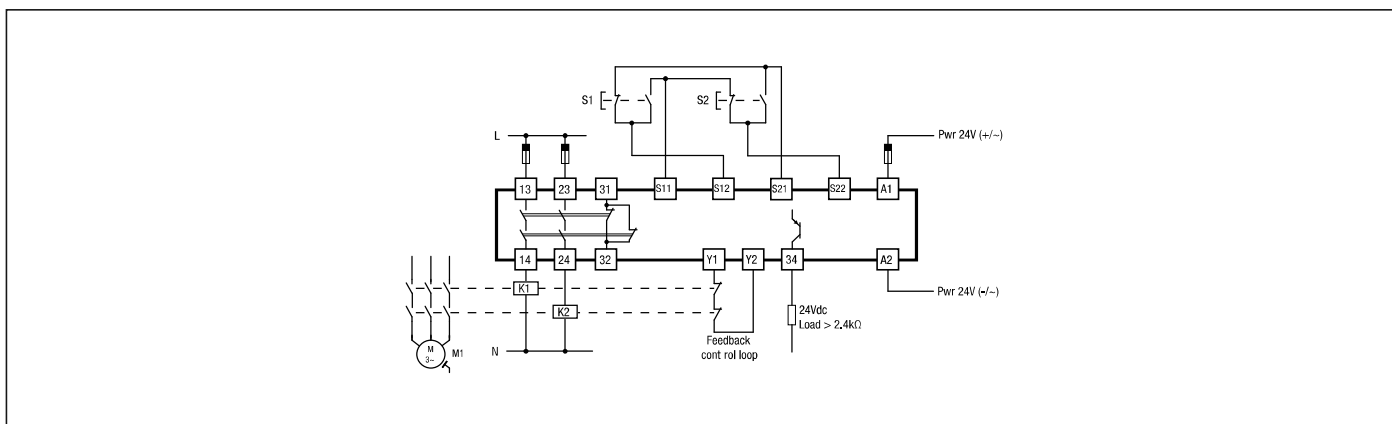 S1
S2
L
Pwr 24V (+/~)
13
23
31
S11
S12
S21
S22
A1
14
24
32
Y1
Y2
34
A2
K1
Pwr 24V (-/~)
K2
24Vdc
Load > 2.4kΩ
Feedback
cont rol loop
N
M
3~
M1